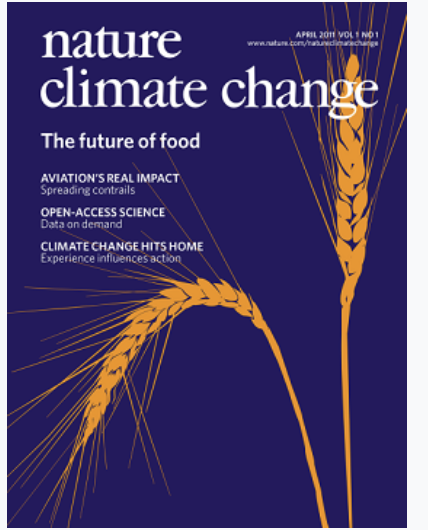 nature
climate change
APRIL 2011 VOL 1 NO 1
www.nature.com/natureclimatechange
The future of food
AVIATION'S REAL IMPACT
Spreading contrails
OPEN-ACCESS SCIENCE
Data on demand
CLIMATE CHANGE HITS HOME
Experience influences action